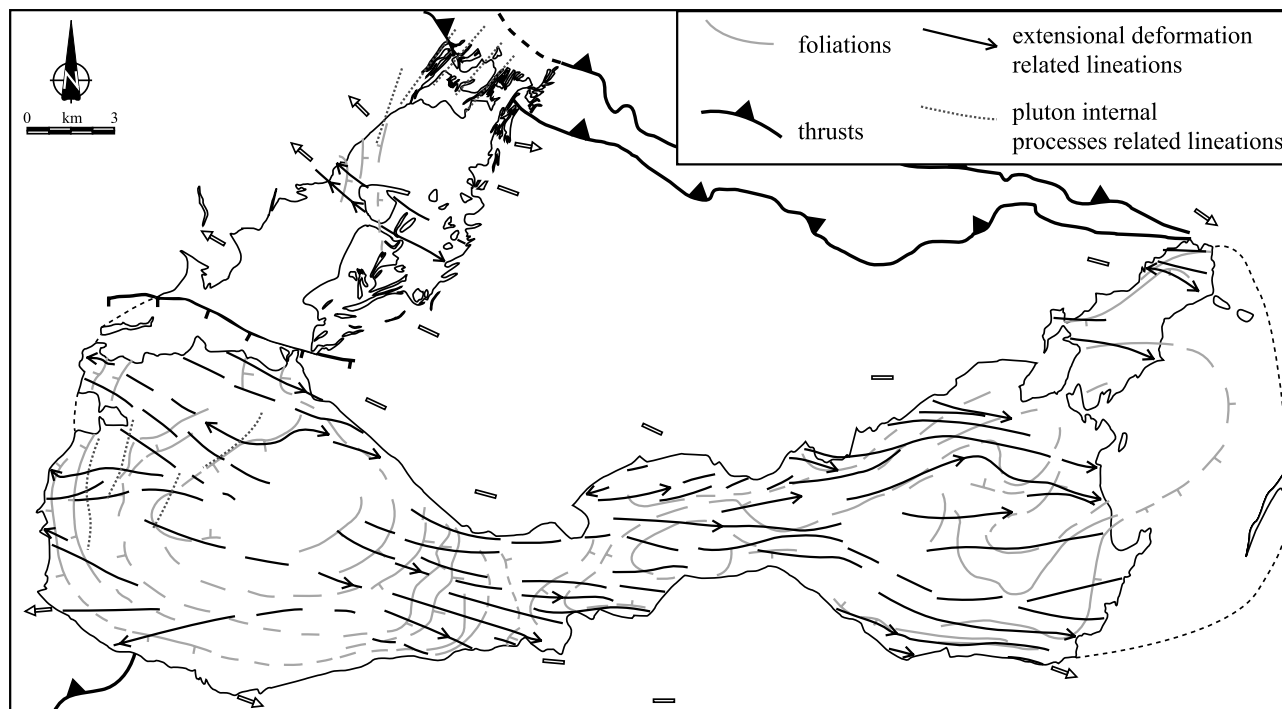 N
0 km 3
foliations
thrusts
extensional deformation
related lineations
pluton internal
processes related lineations